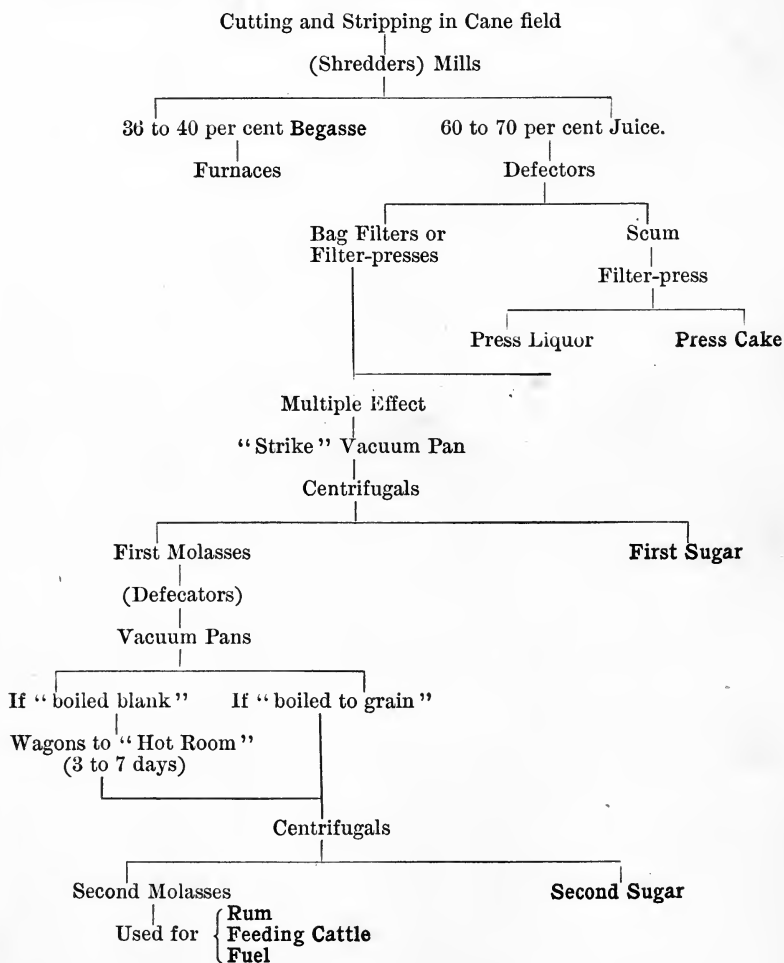 Cutting and Stripping in Cane field
(Shredders) Mills
36 to 40 per cent Begasse
60 to 70 per cent Juice.
Furnaces
Defectors
Bag Filters or
Filter-presses
Scum
Filter-press
Press Liquor
Press Cake
Multiple Effect
“Strike” Vacuum Pan
Centrifugals
First Molasses
First Sugar
(Defecators)
Vacuum Pans
If “boiled blank”
If “boiled to grain”
Wagons to “Hot Room”
(3 to 7 days)
Centrifugals
Second Molasses
Second Sugar
Used for
Rum
Feeding Cattle
Fuel